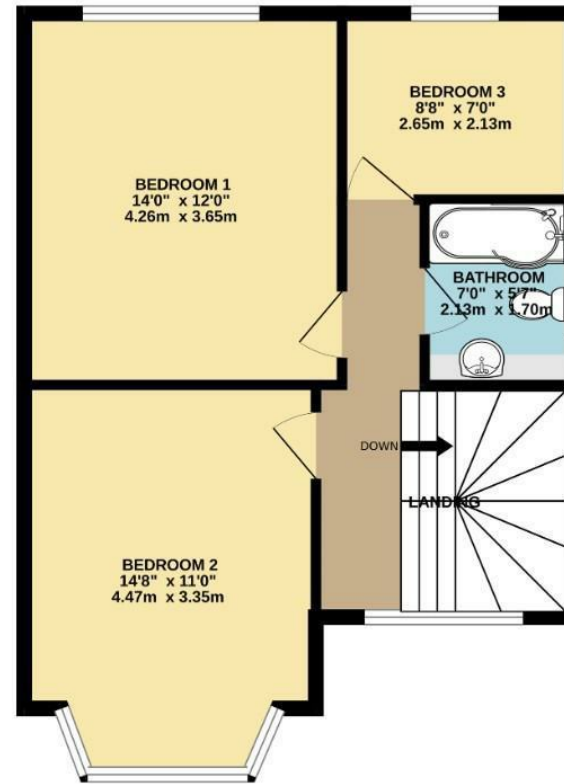 BEDROOM 3
8'8" x 7'0"
2.65m x 2.13m
BEDROOM 1
14'0" x 12'0"
4.26m x 3.65m
BATHROOM
7'0" x 5'7"
2.13m x 1.70m
DOWN
LANDING
BEDROOM 2
14'8" x 11'0"
4.47m x 3.35m